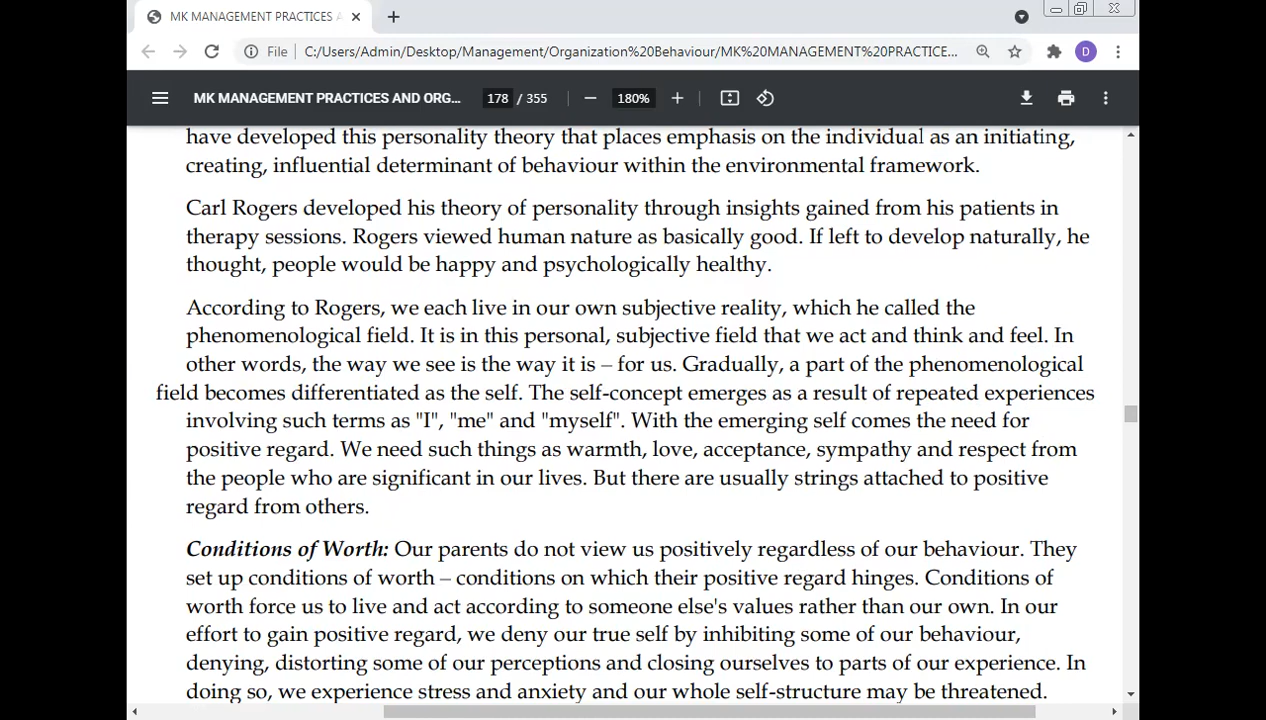 MK MANAGEMENT PRACTICES A
File C:/Users/Admin/Desktop/Management/Organization%20Behaviour/MK%20MANAGEMENT%20PRACTICE... D
MK MANAGEMENT PRACTICES AND ORG... 178 / 355 180%
have developed this personality theory that places emphasis on the individual as an initiating,
creating, influential determinant of behaviour within the environmental framework.
Carl Rogers developed his theory of personality through insights gained from his patients in
therapy sessions. Rogers viewed human nature as basically good. If left to develop naturally, he
thought, people would be happy and psychologically healthy.
According to Rogers, we each live in our own subjective reality, which he called the
phenomenological field. It is in this personal, subjective field that we act and think and feel. In
other words, the way we see is the way it is – for us. Gradually, a part of the phenomenological
field becomes differentiated as the self. The self-concept emerges as a result of repeated experiences
involving such terms as "I", "me" and "myself". With the emerging self comes the need for
positive regard. We need such things as warmth, love, acceptance, sympathy and respect from
the people who are significant in our lives. But there are usually strings attached to positive
regard from others.
Conditions of Worth: Our parents do not view us positively regardless of our behaviour. They
set up conditions of worth – conditions on which their positive regard hinges. Conditions of
worth force us to live and act according to someone else's values rather than our own. In our
effort to gain positive regard, we deny our true self by inhibiting some of our behaviour,
denying, distorting some of our perceptions and closing ourselves to parts of our experience. In
doing so, we experience stress and anxiety and our whole self-structure may be threatened.